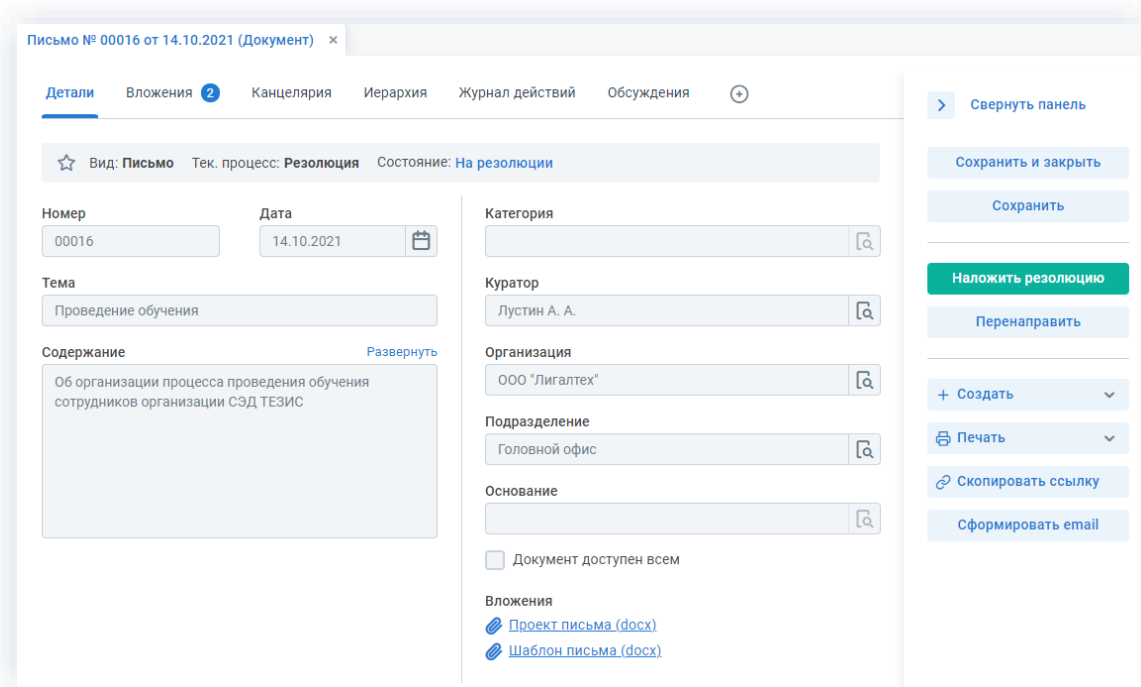 Письмо № 00016 от 14.10.2021 (Документ) ×
Детали Вложения 2 Канцелярия Иерархия Журнал действий Обсуждения
Вид: Письмо Тек. процесс: Резолюция Состояние: На резолюции
Номер Дата
00016 14.10.2021
Тема
Проведение обучения
Содержание Развернуть
Об организации процесса проведения обучения
сотрудников организации СЭД ТЕЗИС
Категория
Куратор
Лустин А. А.
Организация
ООО "Лигалтех"
Подразделение
Головной офис
Основание
Документ доступен всем
Вложения
Проект письма (docx)
Шаблон письма (docx)
Свернуть панель
Сохранить и закрыть
Сохранить
Наложить резолюцию
Перенаправить
+ Создать
Печать
Скопировать ссылку
Сформировать email